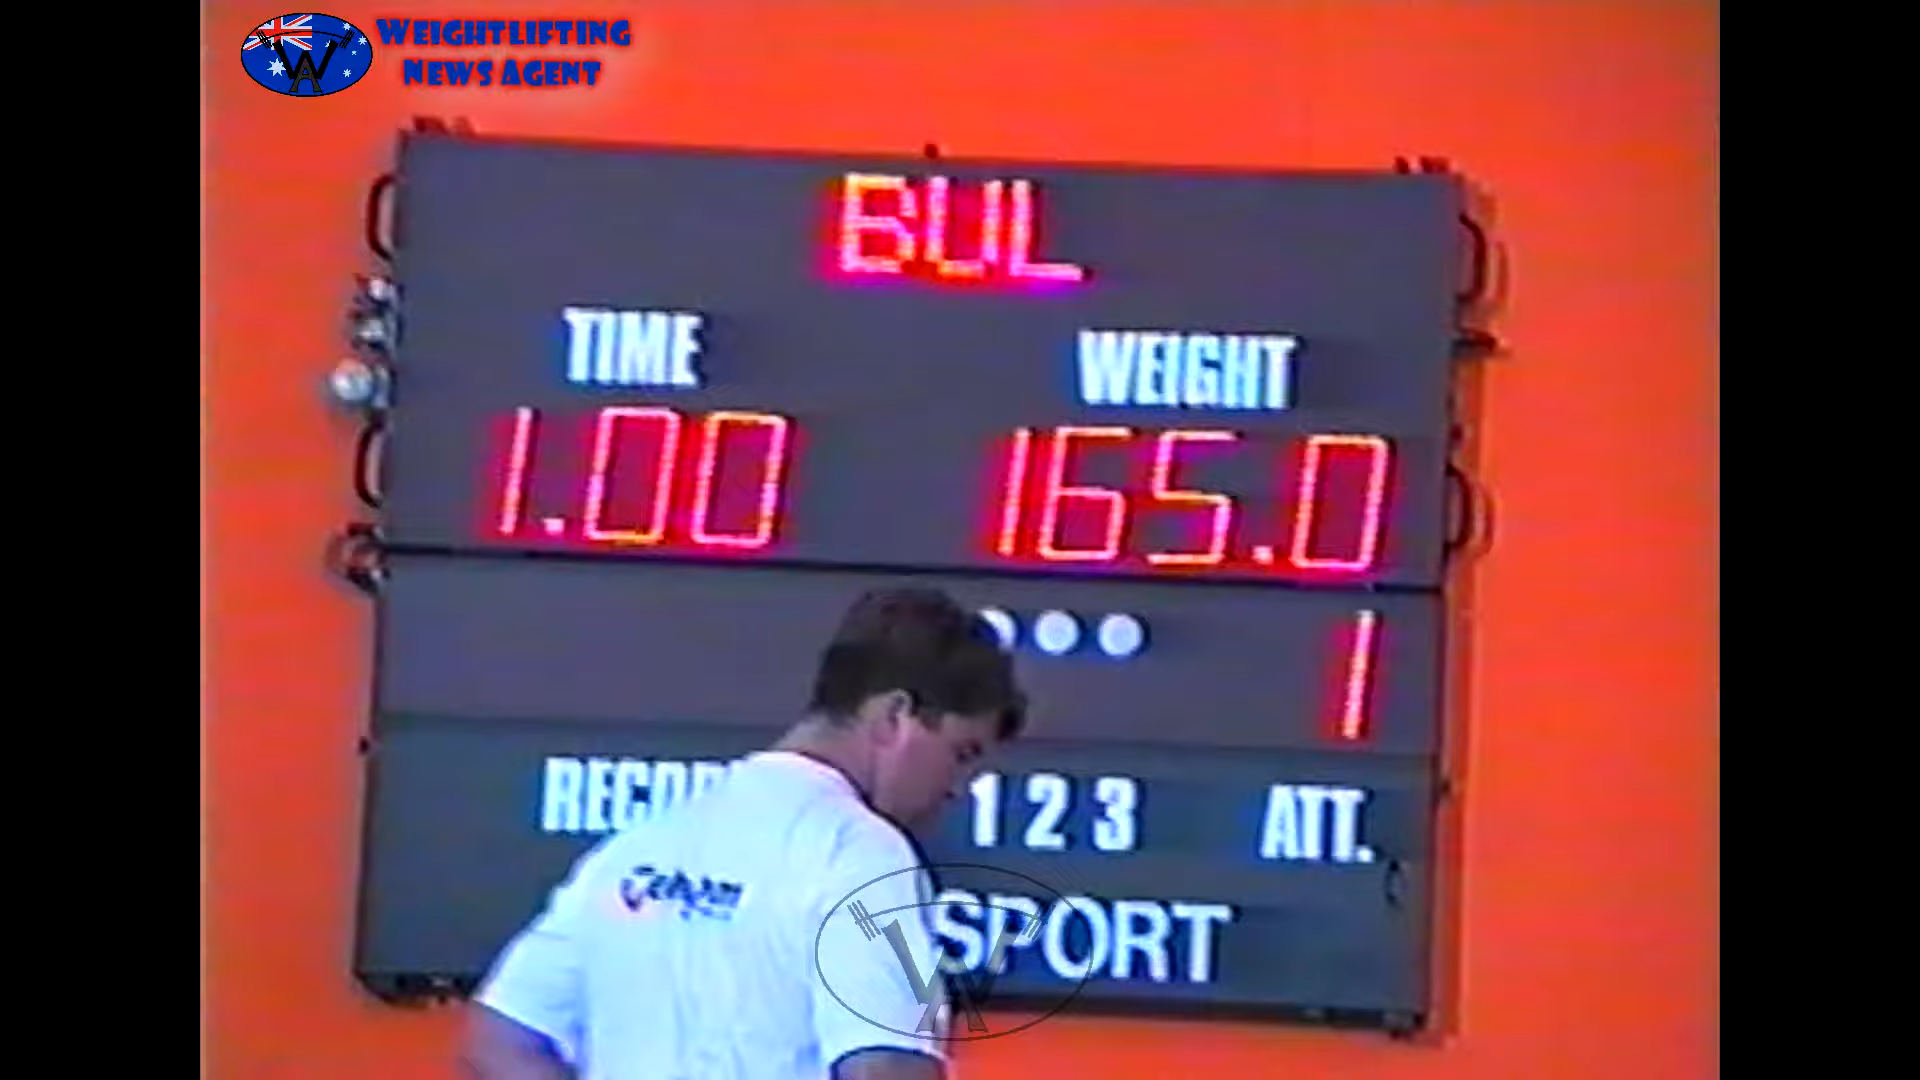 WEIGHTLIFTING
NEWS AGENT
BUL
TIME WEIGHT
1.00 165.0
1
1 2 3 ATT.
SPORT